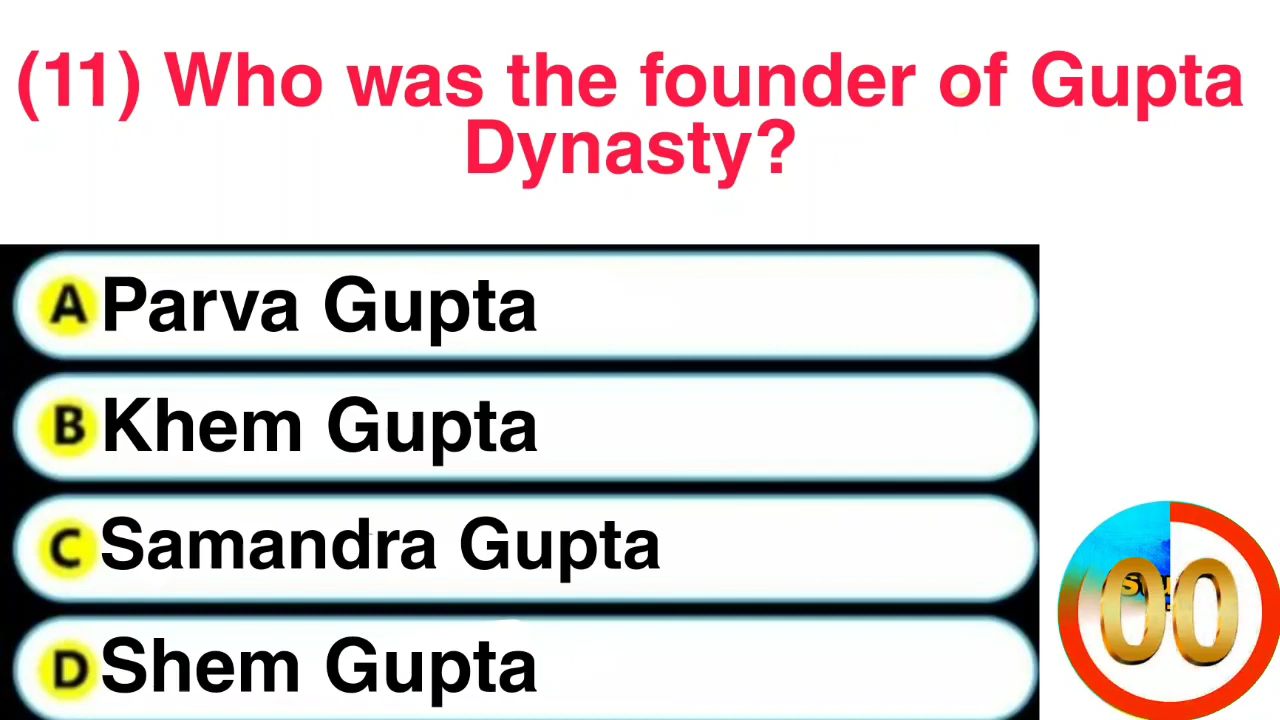 (11) Who was the founder of Gupta
Dynasty?
A Parva Gupta
B Khem Gupta
C Samandra Gupta
D Shem Gupta
00